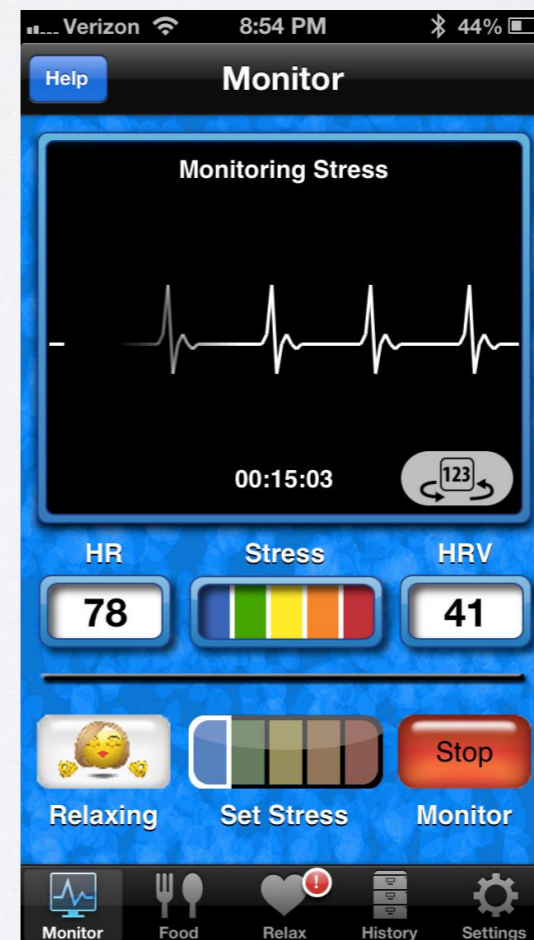 Verizon 8:54 PM 44%
Help Monitor
Monitoring Stress
00:15:03 123
HR Stress HRV
78 41
Stop
Relaxing Set Stress Monitor
!
Monitor Food Relax History Settings